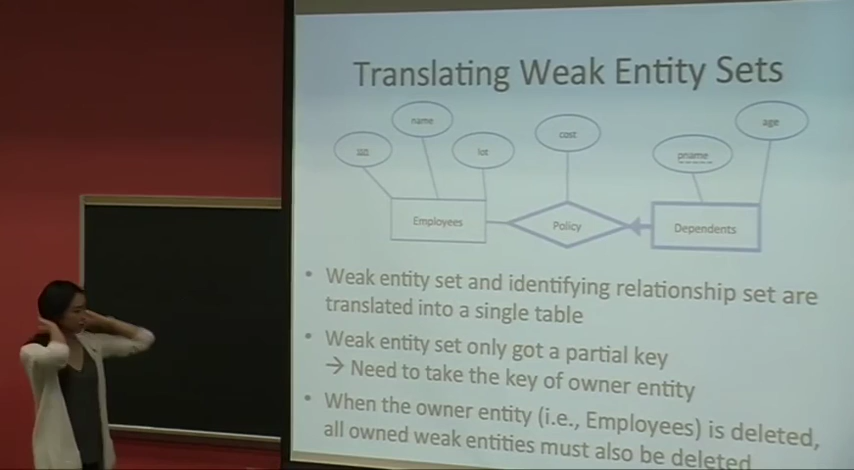 Translating Weak Entity Sets
name
cost
age
ssn
lot
pname
Employees
Policy
Dependents
• Weak entity set and identifying relationship set are
translated into a single table
• Weak entity set only got a partial key
→ Need to take the key of owner entity
• When the owner entity (i.e., Employees) is deleted,
all owned weak entities must also be deleted